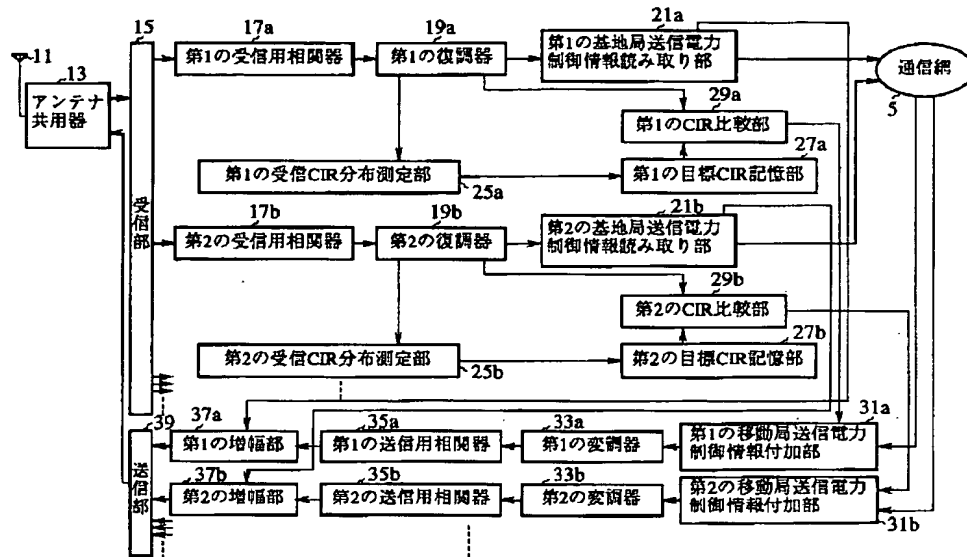 11
13
アンテナ
共用器
15
受信部
17a
第1の受信用相関器
19a
第1の復調器
21a
第1の基地局送信電力
制御情報読み取り部
通信網
5
29a
第1のCIR比較部
27a
第1の目標CIR記憶部
第1の受信CIR分布測定部
25a
17b
第2の受信用相関器
19b
第2の復調器
21b
第2の基地局送信電力
制御情報読み取り部
29b
第2のCIR比較部
27b
第2の目標CIR記憶部
第2の受信CIR分布測定部
25b
39
送信部
37a
第1の増幅部
35a
第1の送信用相関器
33a
第1の変調器
31a
第1の移動局送信電力
制御情報付加部
37b
第2の増幅部
35b
第2の送信用相関器
33b
第2の変調器
第2の移動局送信電力
制御情報付加部
31b